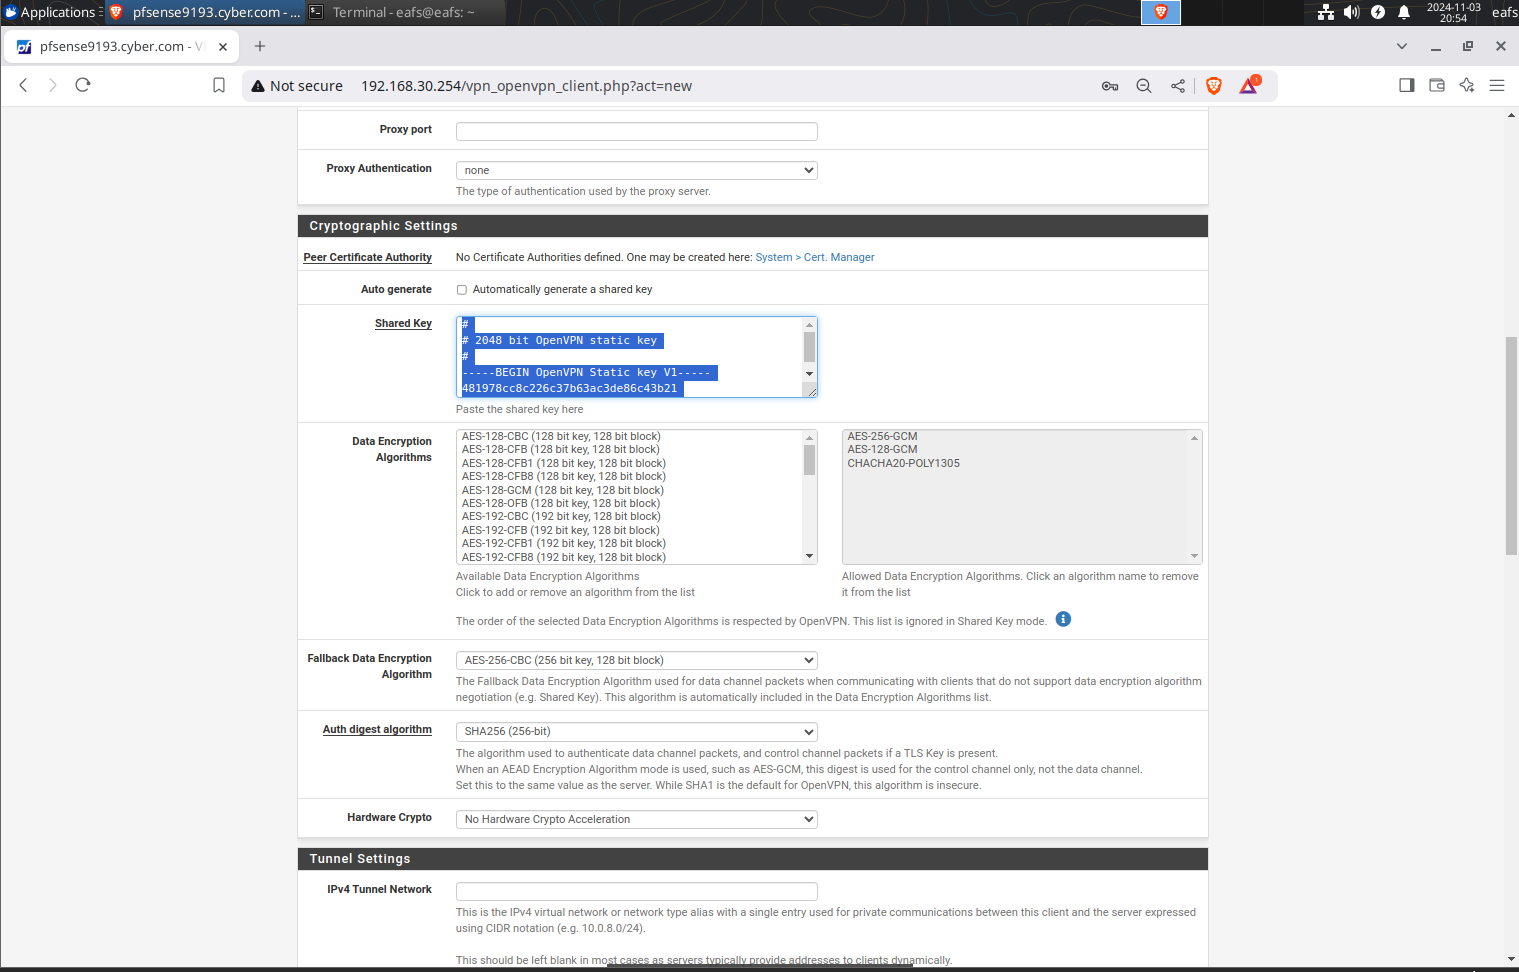 Applications
pfsense9193.cyber.com - ...
Terminal - eafs@eafs: ~
2024-11-03
20:54
eafs
pfsense9193.cyber.com - V
Not secure
192.168.30.254/vpn_openvpn_client.php?act=new
Proxy port
Proxy Authentication
none
The type of authentication used by the proxy server.
Cryptographic Settings
Peer Certificate Authority
No Certificate Authorities defined. One may be created here: System > Cert. Manager
Auto generate
Automatically generate a shared key
Shared Key
#
# 2048 bit OpenVPN static key
#
-----BEGIN OpenVPN Static key V1-----
481978cc8c226c37b63ac3de86c43b21
Paste the shared key here
Data Encryption
Algorithms
AES-128-CBC (128 bit key, 128 bit block)
AES-128-CFB (128 bit key, 128 bit block)
AES-128-CFB1 (128 bit key, 128 bit block)
AES-128-CFB8 (128 bit key, 128 bit block)
AES-128-GCM (128 bit key, 128 bit block)
AES-128-OFB (128 bit key, 128 bit block)
AES-192-CBC (192 bit key, 128 bit block)
AES-192-CFB (192 bit key, 128 bit block)
AES-192-CFB1 (192 bit key, 128 bit block)
AES-192-CFB8 (192 bit key, 128 bit block)
Available Data Encryption Algorithms
Click to add or remove an algorithm from the list
AES-256-GCM
AES-128-GCM
CHACHA20-POLY1305
Allowed Data Encryption Algorithms. Click an algorithm name to remove
it from the list
The order of the selected Data Encryption Algorithms is respected by OpenVPN. This list is ignored in Shared Key mode.
Fallback Data Encryption
Algorithm
AES-256-CBC (256 bit key, 128 bit block)
The Fallback Data Encryption Algorithm used for data channel packets when communicating with clients that do not support data encryption algorithm
negotiation (e.g. Shared Key). This algorithm is automatically included in the Data Encryption Algorithms list.
Auth digest algorithm
SHA256 (256-bit)
The algorithm used to authenticate data channel packets, and control channel packets if a TLS Key is present.
When an AEAD Encryption Algorithm mode is used, such as AES-GCM, this digest is used for the control channel only, not the data channel.
Set this to the same value as the server. While SHA1 is the default for OpenVPN, this algorithm is insecure.
Hardware Crypto
No Hardware Crypto Acceleration
Tunnel Settings
IPv4 Tunnel Network
This is the IPv4 virtual network or network type alias with a single entry used for private communications between this client and the server expressed
using CIDR notation (e.g. 10.0.8.0/24).
This should be left blank in most cases as servers typically provide addresses to clients dynamically.